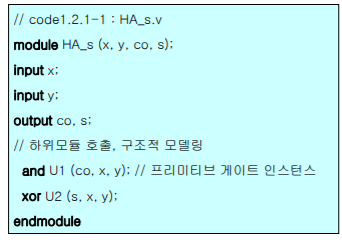 // code1.2.1-1 : HA_s.v
module HA_s (x, y, co, s);
input x;
input y;
output co, s;
// 하위모듈 호출, 구조적 모델링
and U1 (co, x, y); // 프리미티브 게이트 인스턴스
xor U2 (s, x, y);
endmodule